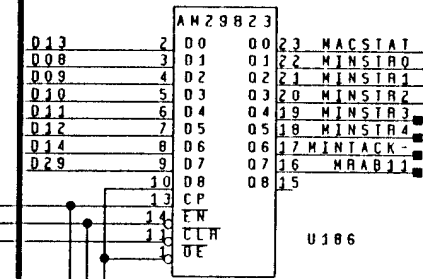 AM29823
D13 2 D0 Q0 23 MACSTAT
D08 3 D1 Q1 22 MINSTR0
D09 4 D2 Q2 21 MINSTR1
D10 5 D3 Q3 20 MINSTR2
D11 6 D4 Q4 19 MINSTR3
D12 7 D5 Q5 18 MINSTR4
D14 8 D6 Q6 17 MINTACK-
D29 9 D7 Q7 16 MRAB11
10 D8 Q8 15
13 CP
14 EN
11 CLR
1 OE
U186